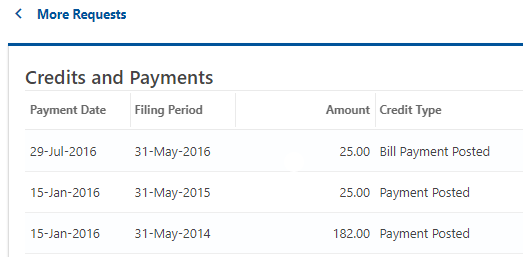 More Requests
Credits and Payments
Payment Date Filing Period Amount Credit Type
29-Jul-2016 31-May-2016 25.00 Bill Payment Posted
15-Jan-2016 31-May-2015 25.00 Payment Posted
15-Jan-2016 31-May-2014 182.00 Payment Posted